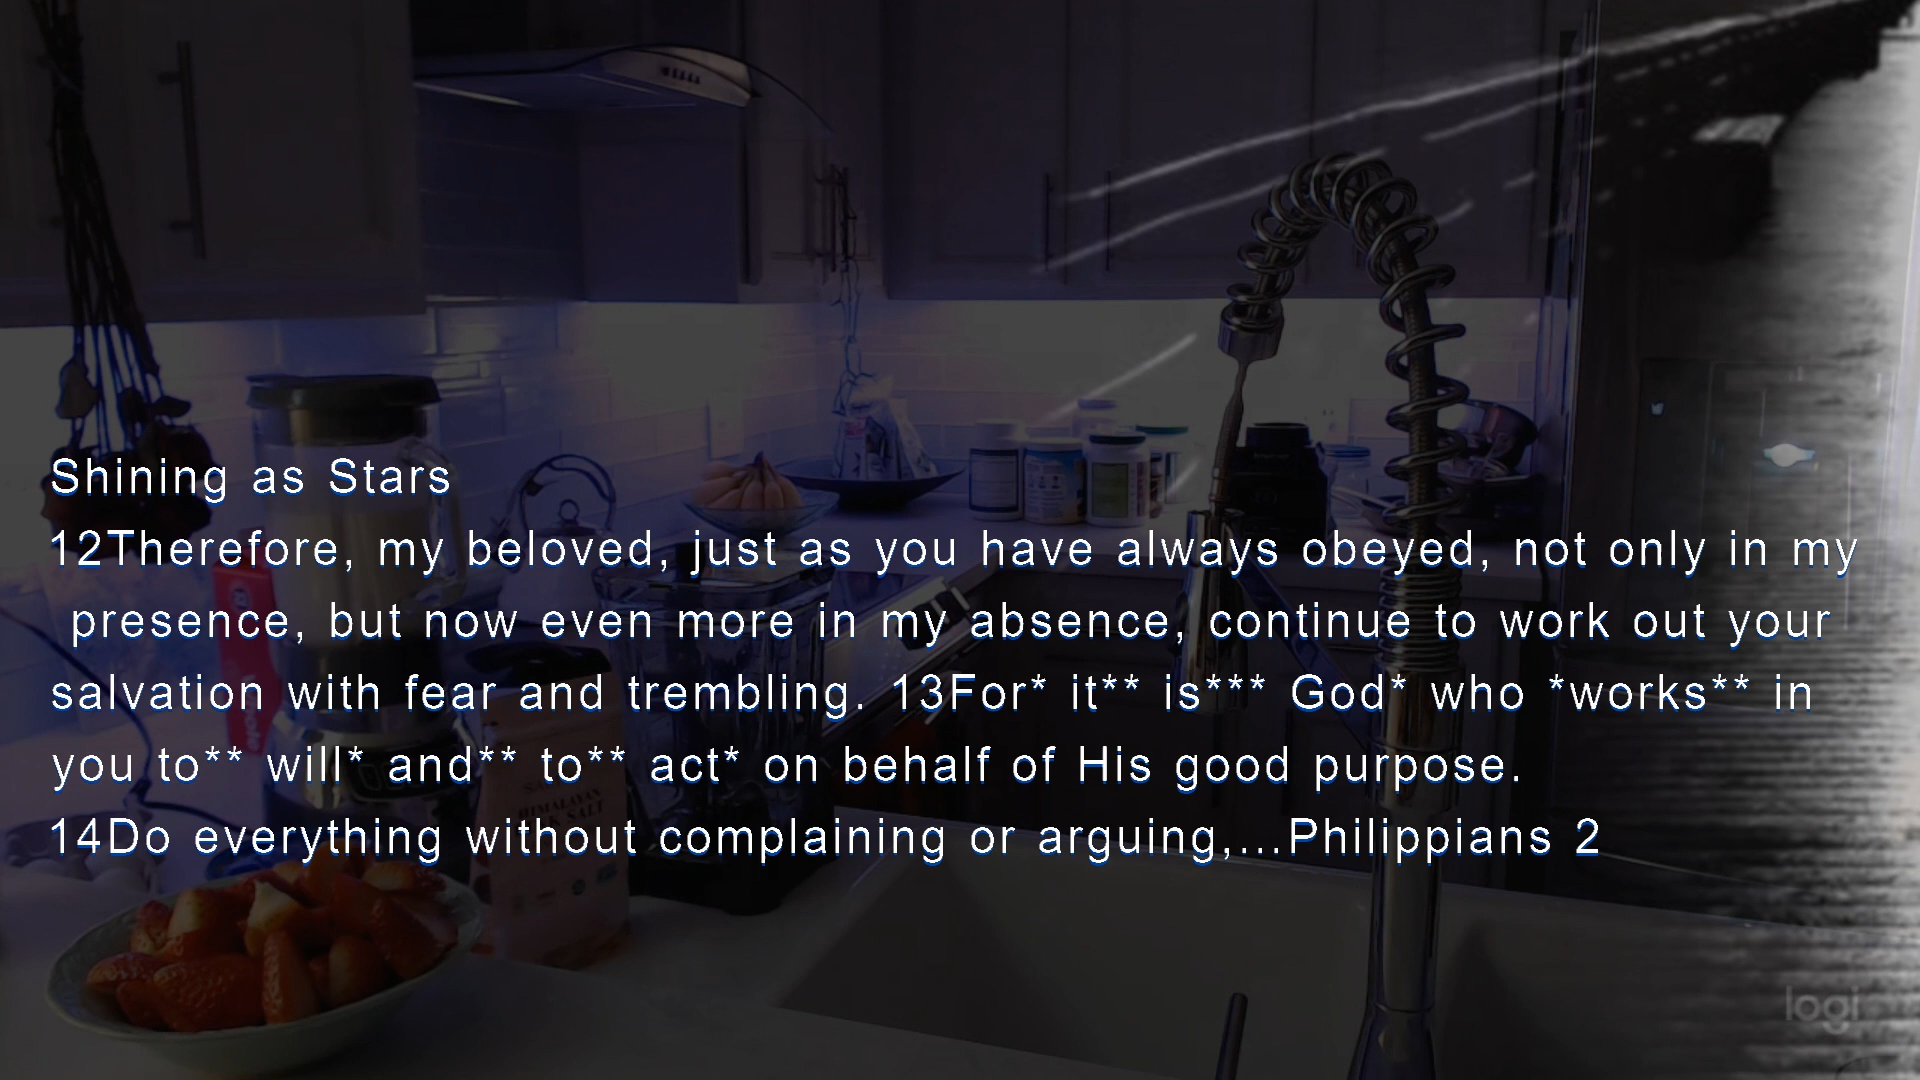 Shining as Stars
12Therefore, my beloved, just as you have always obeyed, not only in my
presence, but now even more in my absence, continue to work out your
salvation with fear and trembling. 13For* it** is*** God* who *works** in
you to** will* and** to** act* on behalf of His good purpose.
HIMALAYAN
SALT
14Do everything without complaining or arguing,...Philippians 2
logi